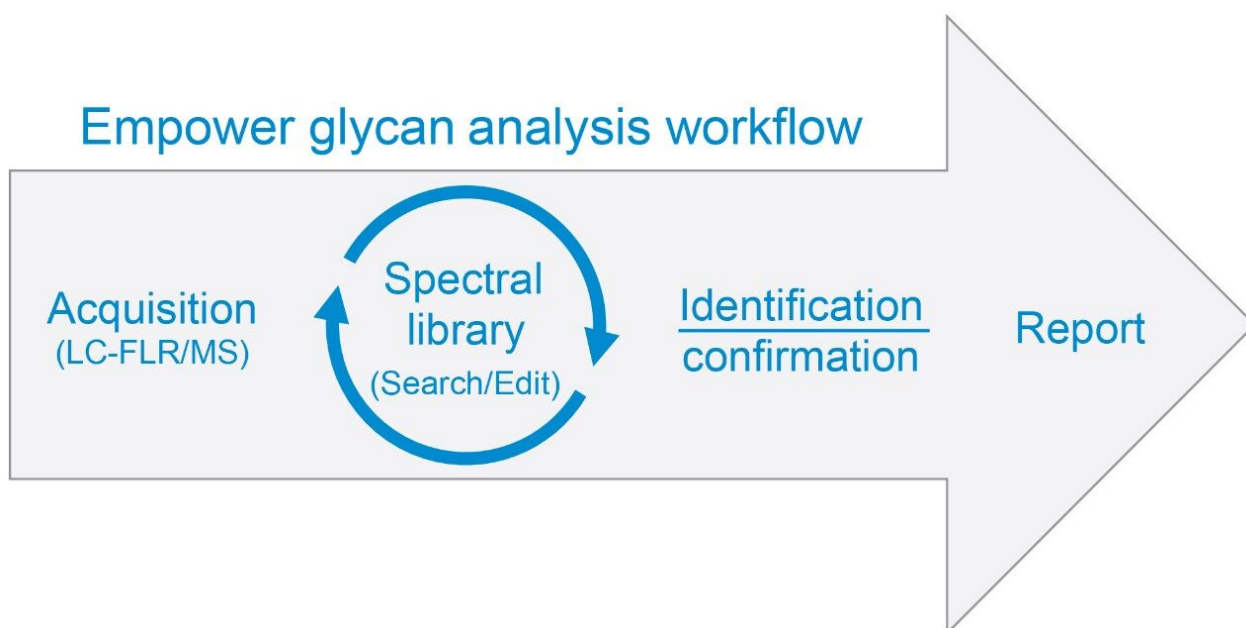 Empower glycan analysis workflow
Acquisition
(LC-FLR/MS)
Spectral
library
(Search/Edit)
Identification
confirmation
Report